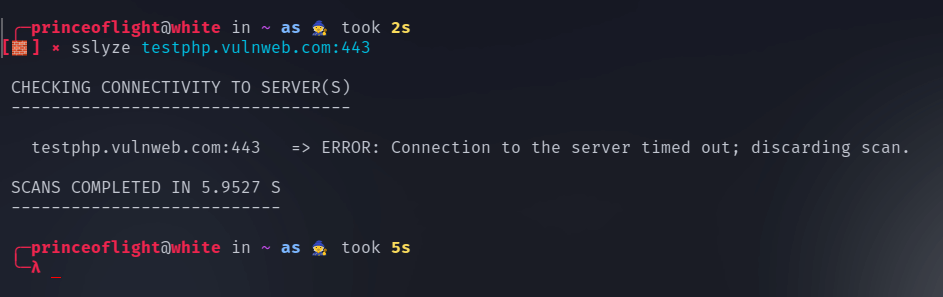 ╭─princeoflight@white in ~ as 🧙 took 2s
[🧱] × sslyze testphp.vulnweb.com:443
CHECKING CONNECTIVITY TO SERVER(S)
----------------------------------
testphp.vulnweb.com:443   => ERROR: Connection to the server timed out; discarding scan.
SCANS COMPLETED IN 5.9527 S
---------------------------
╭─princeoflight@white in ~ as 🧙 took 5s
╰─λ _